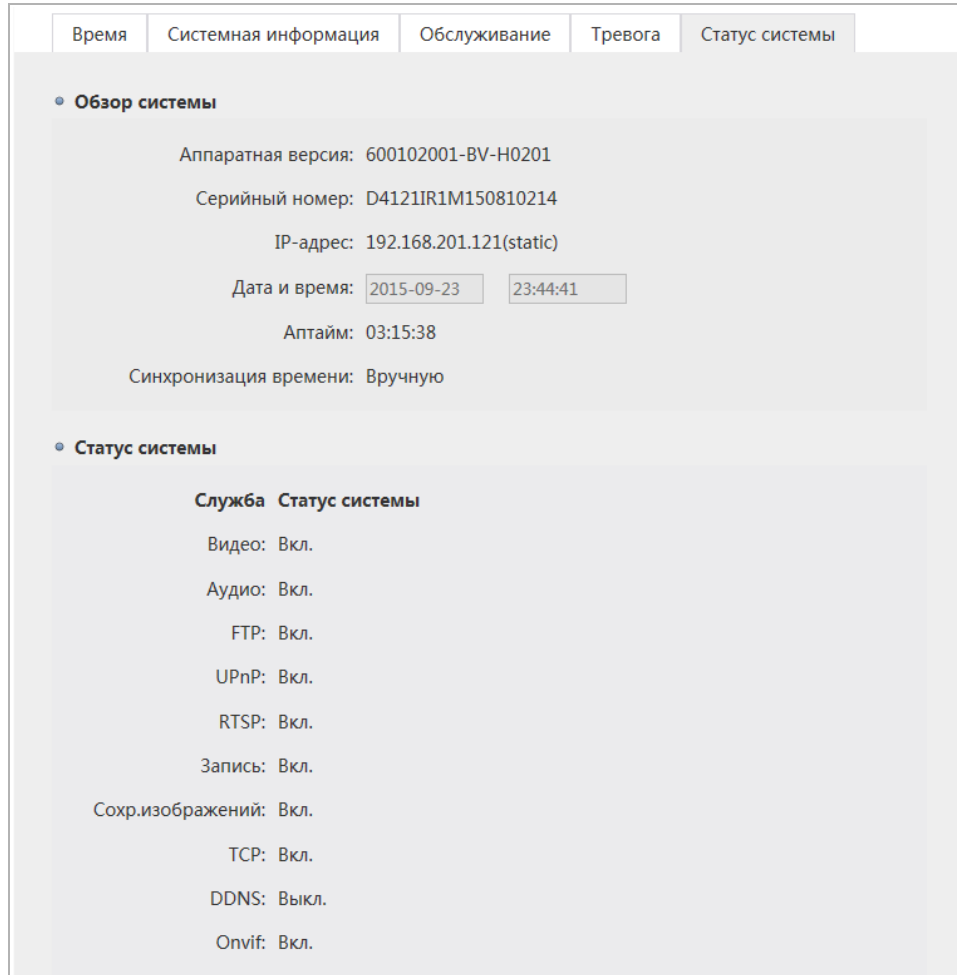 Время Системная информация Обслуживание Тревога Статус системы
Обзор системы
Аппаратная версия: 600102001-BV-H0201
Серийный номер: D4121IR1M150810214
IP-адрес: 192.168.201.121(static)
Дата и время: 2015-09-23 23:44:41
Аптайм: 03:15:38
Синхронизация времени: Вручную
Статус системы
Служба Статус системы
Видео: Вкл.
Аудио: Вкл.
FTP: Вкл.
UPnP: Вкл.
RTSP: Вкл.
Запись: Вкл.
Сохр.изображений: Вкл.
TCP: Вкл.
DDNS: Выкл.
Onvif: Вкл.